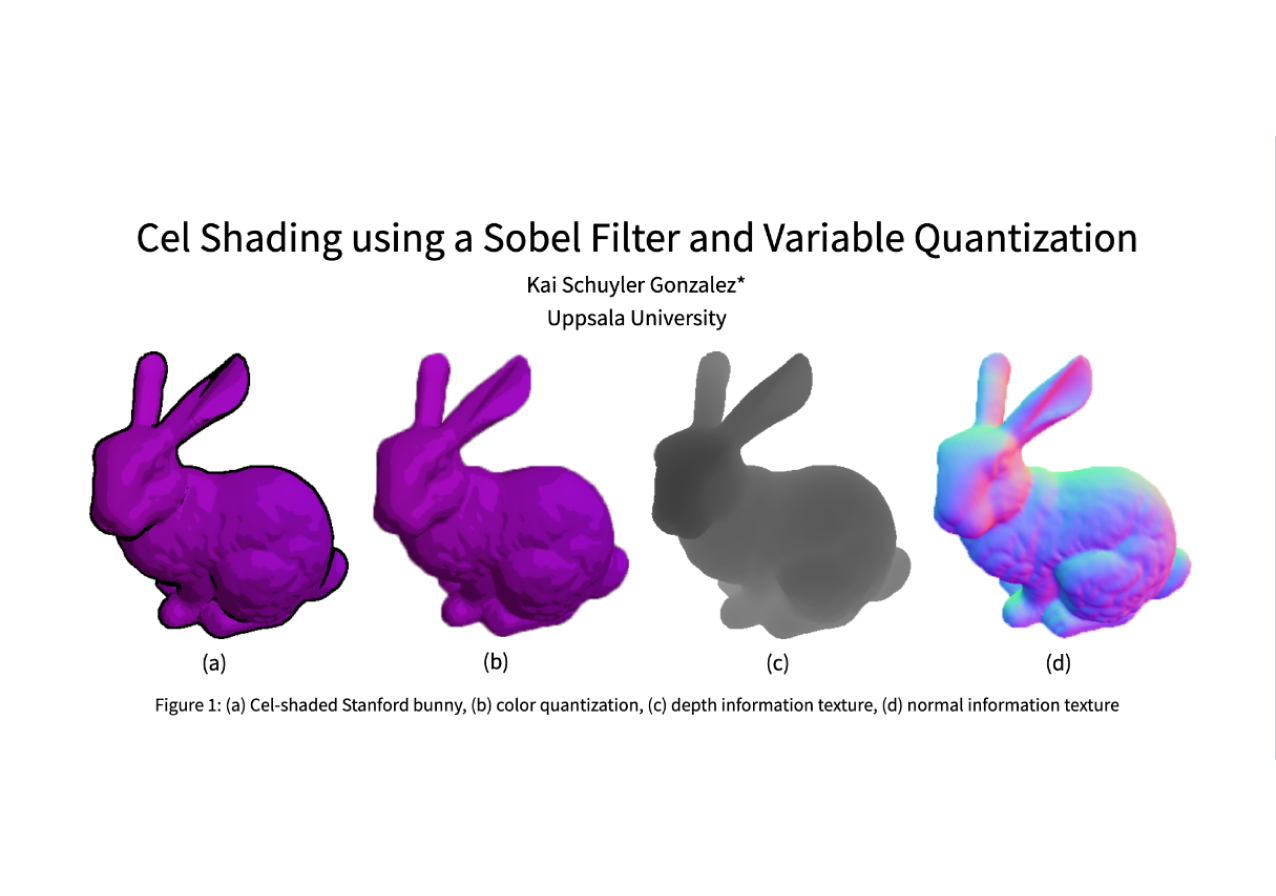 Cel Shading using a Sobel Filter and Variable Quantization
Kai Schuyler Gonzalez*
Uppsala University
(a)
(b)
(c)
(d)
Figure 1: (a) Cel-shaded Stanford bunny, (b) color quantization, (c) depth information texture, (d) normal information texture